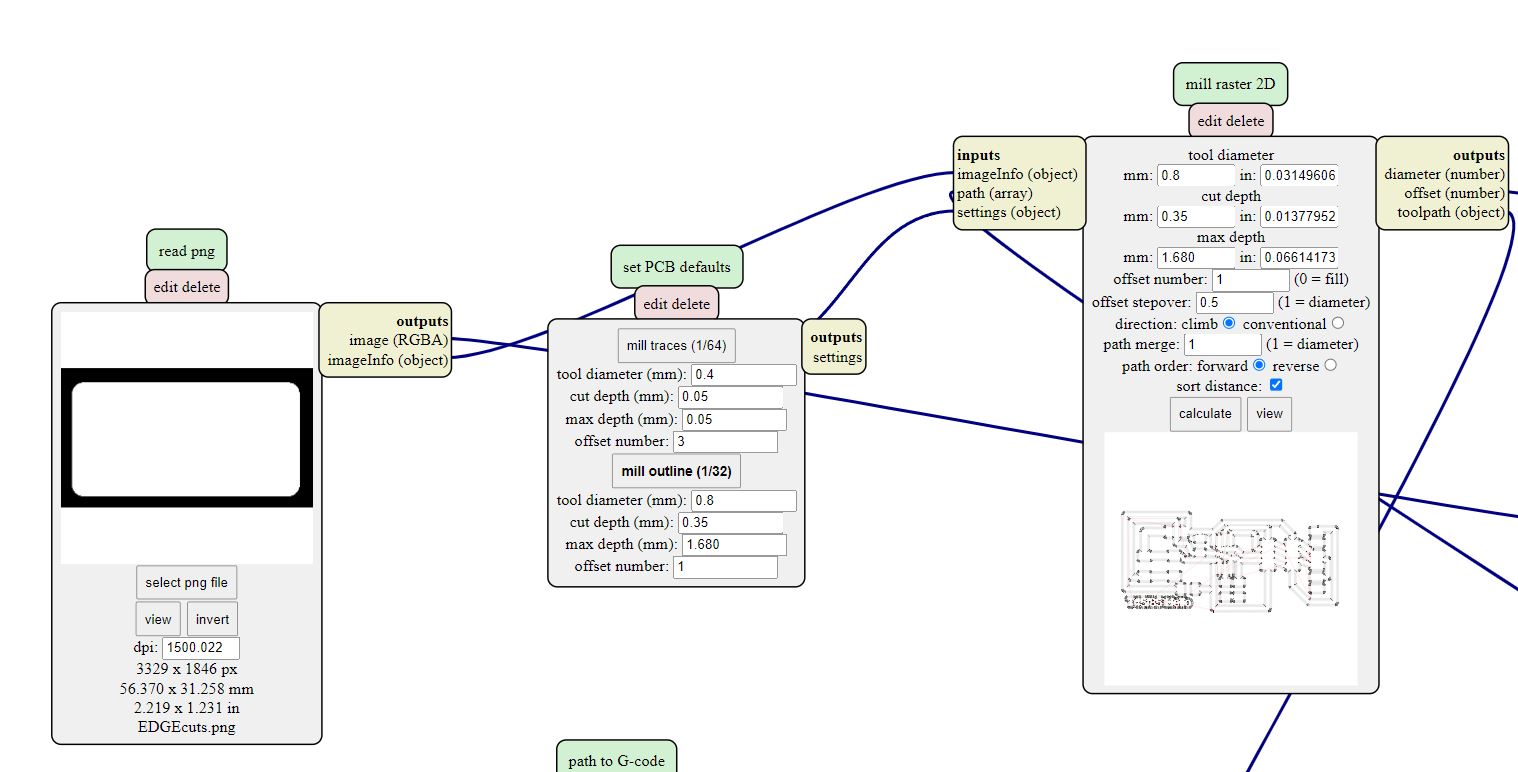 read png
edit delete
outputs
image (RGBA)
imageInfo (object)
select png file
view invert
dpi: 1500.022
3329 x 1846 px
56.370 x 31.258 mm
2.219 x 1.231 in
EDGEcuts.png
set PCB defaults
edit delete
mill traces (1/64)
tool diameter (mm): 0.4
cut depth (mm): 0.05
max depth (mm): 0.05
offset number: 3
mill outline (1/32)
tool diameter (mm): 0.8
cut depth (mm): 0.35
max depth (mm): 1.680
offset number: 1
outputs
settings
path to G-code
mill raster 2D
edit delete
inputs
imageInfo (object)
path (array)
settings (object)
tool diameter
mm: 0.8 in: 0.03149606
cut depth
mm: 0.35 in: 0.01377952
max depth
mm: 1.680 in: 0.06614173
offset number: 1 (0 = fill)
offset stepover: 0.5 (1 = diameter)
direction: climb conventional
path merge: 1 (1 = diameter)
path order: forward reverse
sort distance:
calculate view
outputs
diameter (number)
offset (number)
toolpath (object)